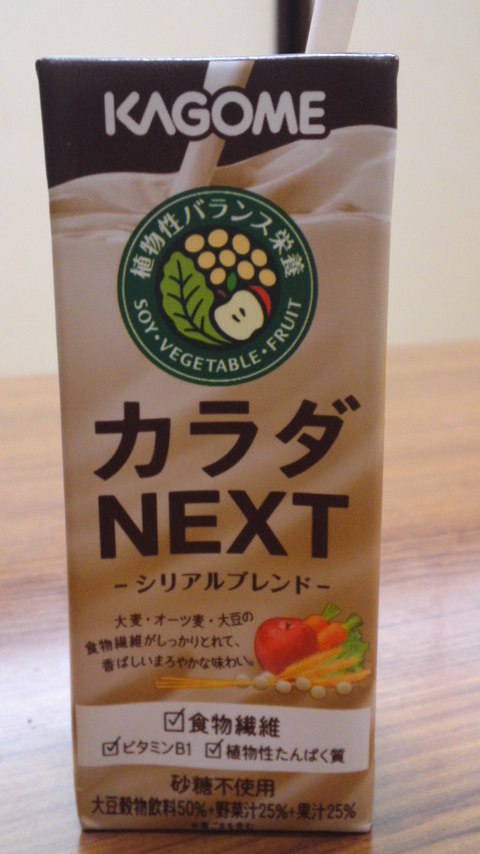 KAGOME
植物性バランス栄養
SOY・VEGETABLE・FRUIT
カラダ
NEXT
-シリアルブレンド-
大麦・オーツ麦・大豆の
食物繊維がしっかりとれて、
香ばしいまろやかな味わい。
☑食物繊維
☑ビタミンB1 ☑植物性たんぱく質
砂糖不使用
大豆穀物飲料50%+野菜汁25%+果汁25%